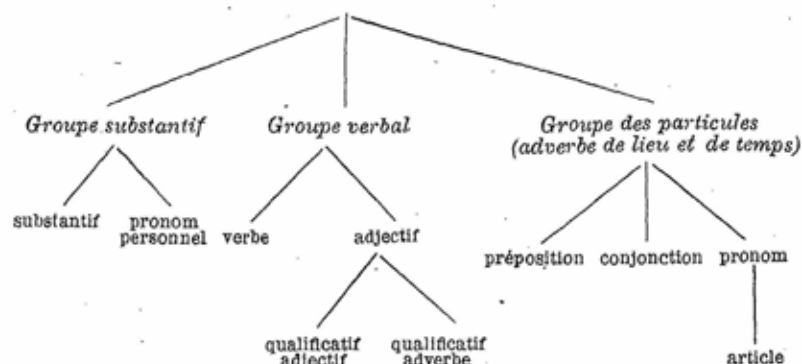 Groupe substantif Groupe verbal Groupe des particules
(adverbe de lieu et de temps)
substantif pronom personnel verbe adjectif préposition conjonction pronom
qualificatif adjectif qualificatif adverbe article